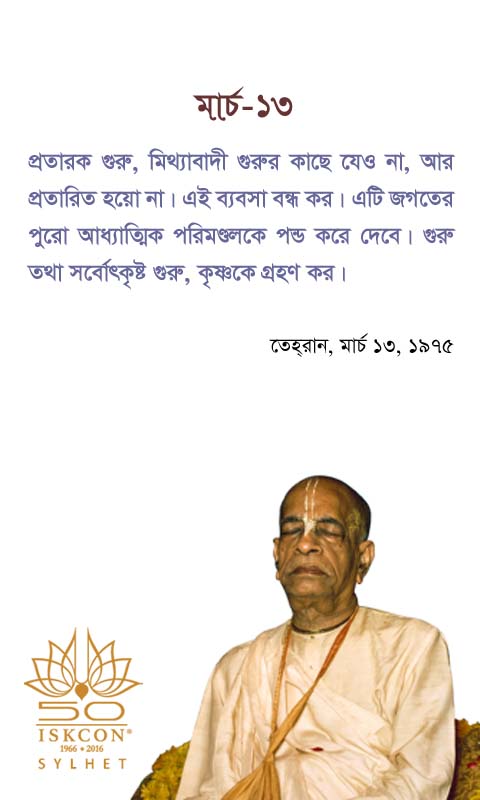 মার্চ-১৩
প্রতারক গুরু, মিথ্যাবাদী গুরুর কাছে যেও না, আর
প্রতারিত হয়ো না। এই ব্যবসা বন্ধ কর। এটি জগতের
পুরো আধ্যাত্মিক পরিমণ্ডলকে পন্ড করে দেবে। গুরু
তথা সর্বোৎকৃষ্ট গুরু, কৃষ্ণকে গ্রহণ কর।
তেহ্‌রান, মার্চ ১৩, ১৯৭৫
50
ISKCON®
1966 • 2016
SYLHET